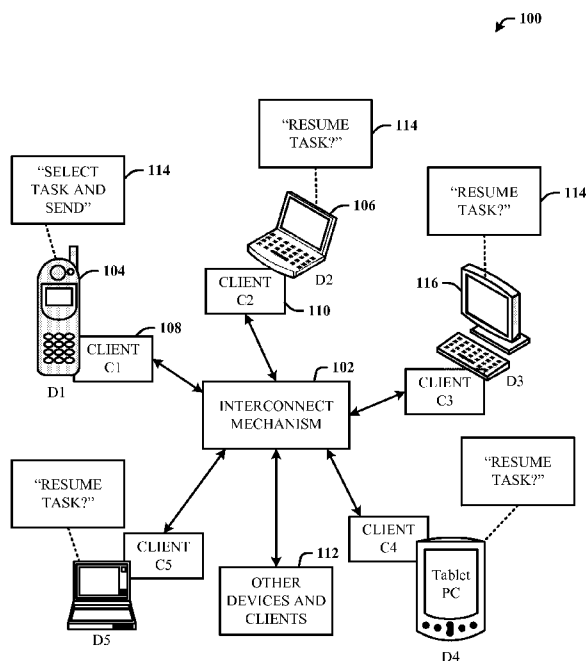 100
"RESUME
TASK?"
114
"SELECT
TASK AND
SEND"
114
"RESUME
TASK?"
114
106
104
116
D2
CLIENT
C2
110
108
CLIENT
C1
D1
102
INTERCONNECT
MECHANISM
CLIENT
C3
D3
"RESUME
TASK?"
"RESUME
TASK?"
CLIENT
C5
112
CLIENT
C4
OTHER
DEVICES AND
CLIENTS
Tablet
PC
D5
D4